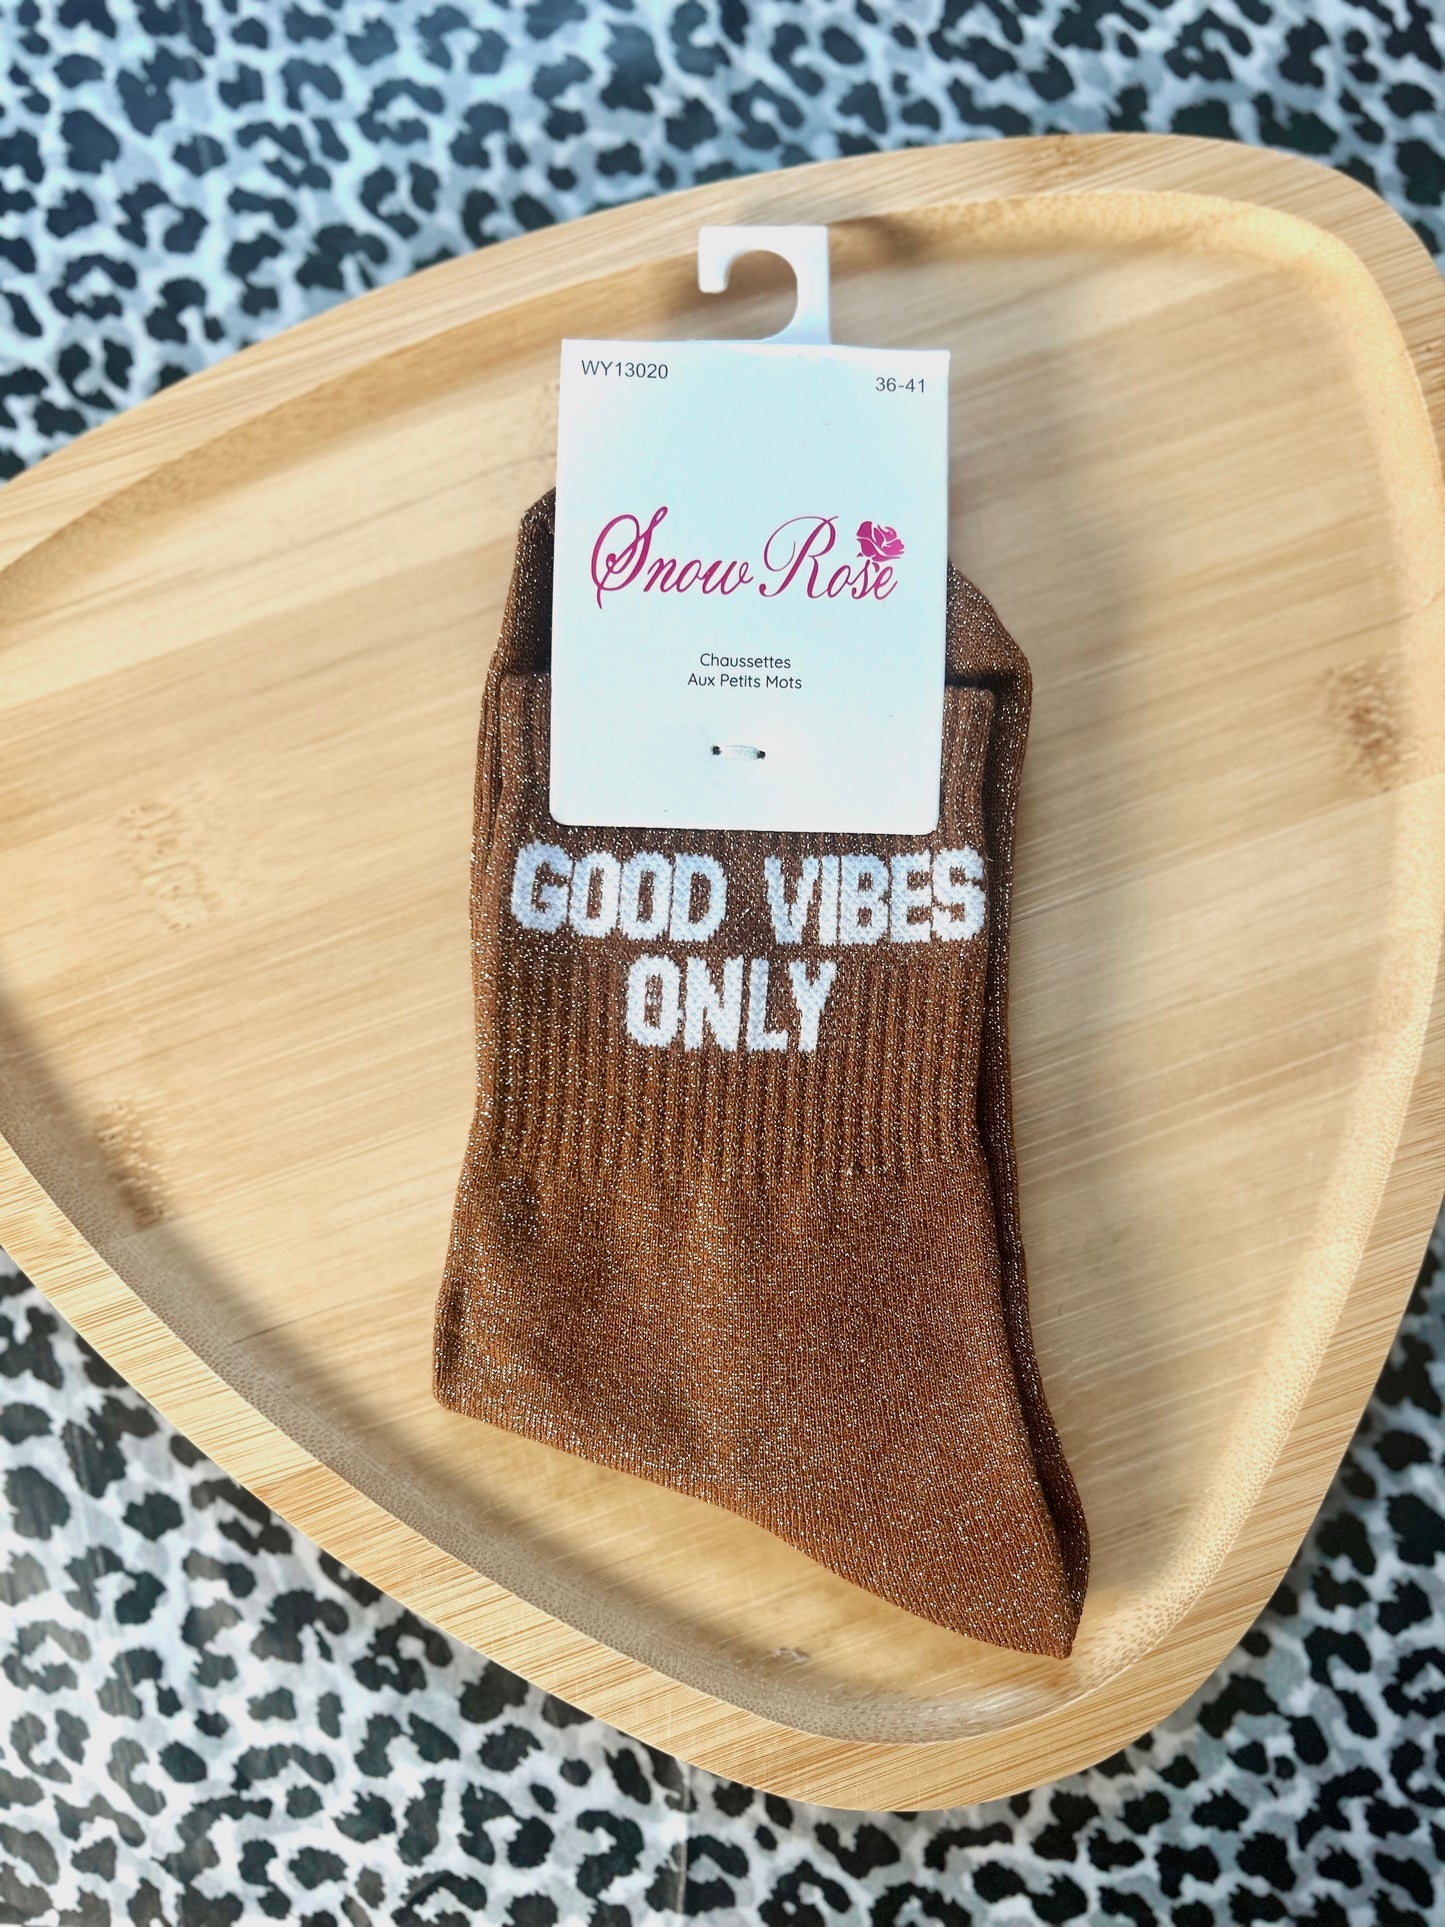 WY13020
36-41
Snow Rose
Chaussettes
Aux Petits Mots
GOOD VIBES
ONLY